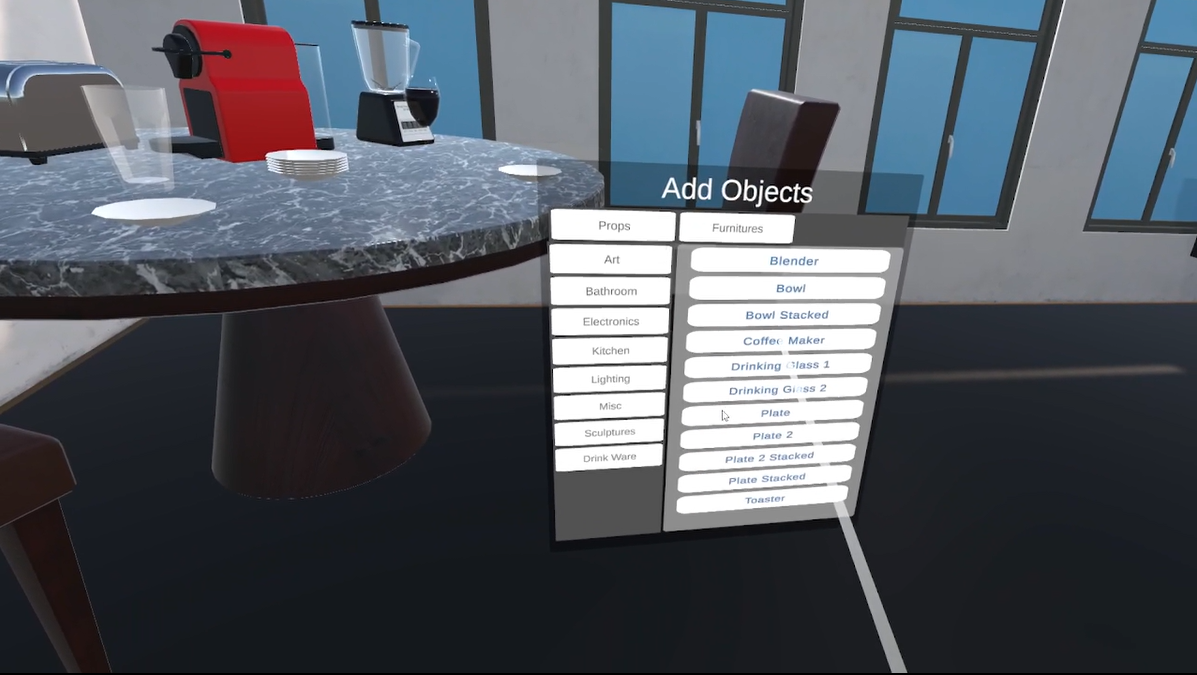 Add Objects
Props
Furnitures
Art
Bathroom
Electronics
Kitchen
Lighting
Misc
Sculptures
Drink Ware
Blender
Bowl
Bowl Stacked
Coffee Maker
Drinking Glass 1
Drinking Glass 2
Plate
Plate 2
Plate 2 Stacked
Plate Stacked
Toaster